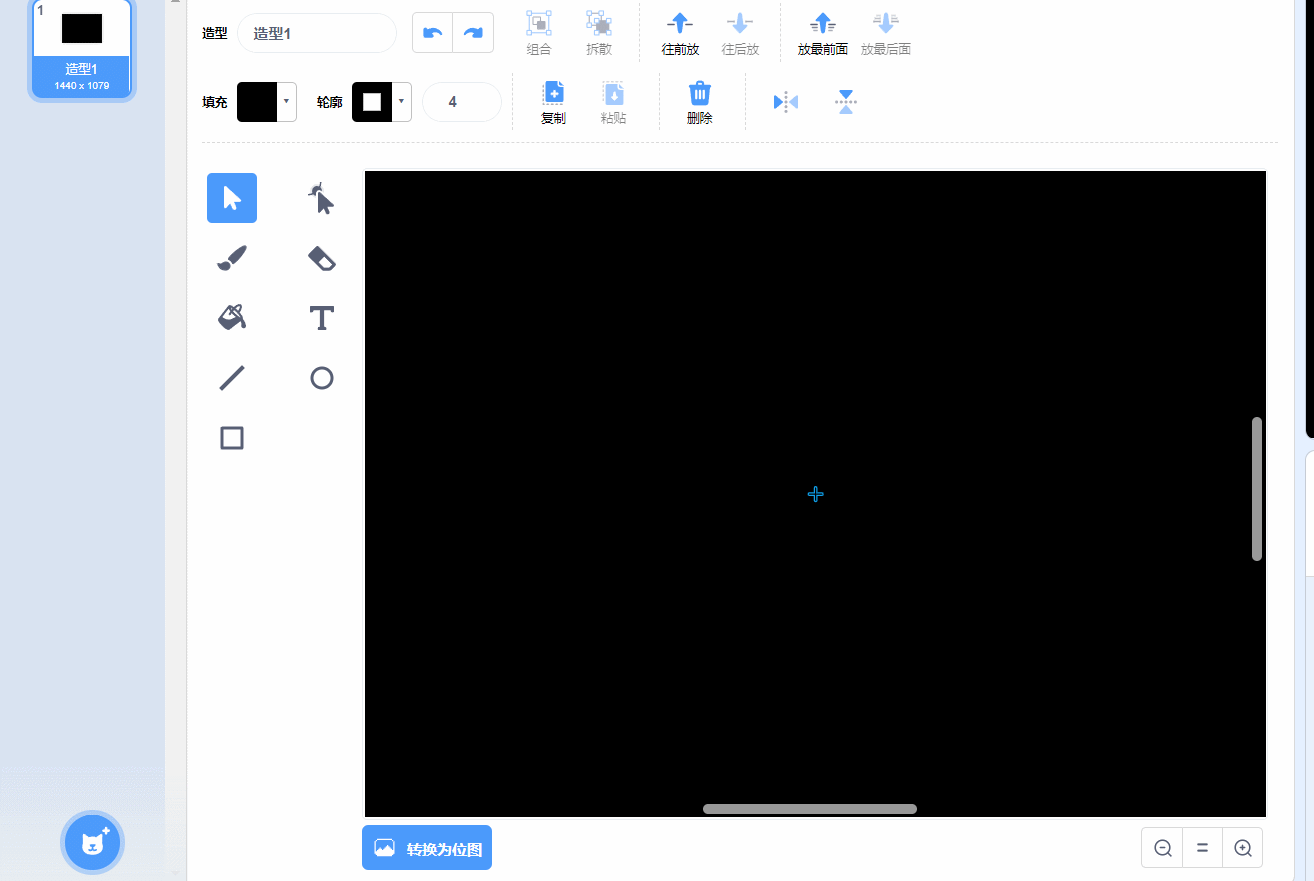 1
造型1
1440 x 1079
造型
造型1
组合
拆散
往前放
往后放
放最前面
放最后面
填充
轮廓
4
复制
粘贴
删除
转换为位图